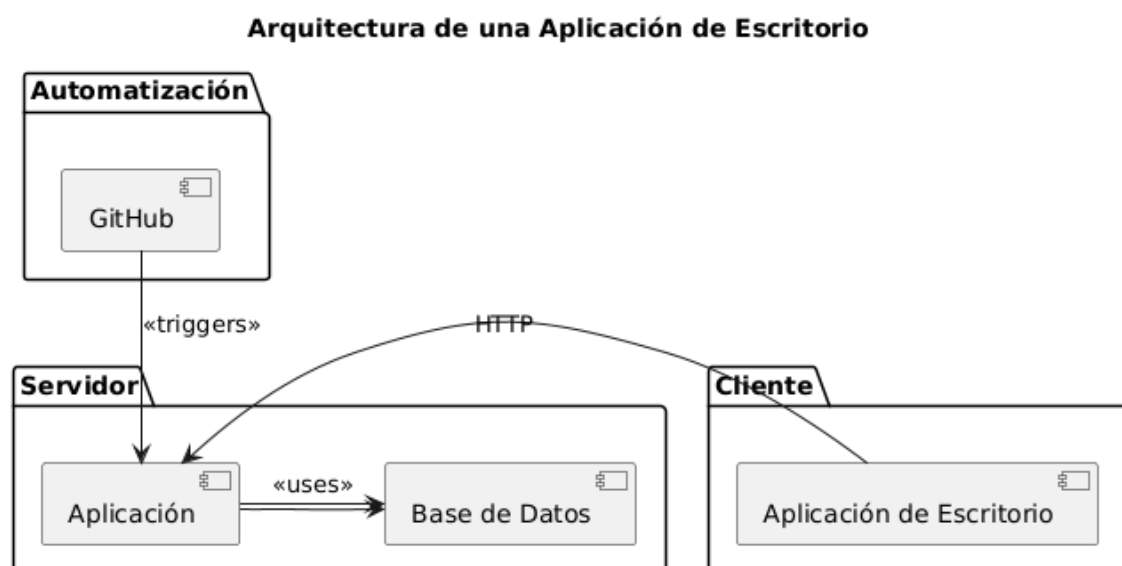 Arquitectura de una Aplicación de Escritorio
Automatización
GitHub
«triggers»
HTTP
Servidor
Cliente
Aplicación
«uses»
Base de Datos
Aplicación de Escritorio